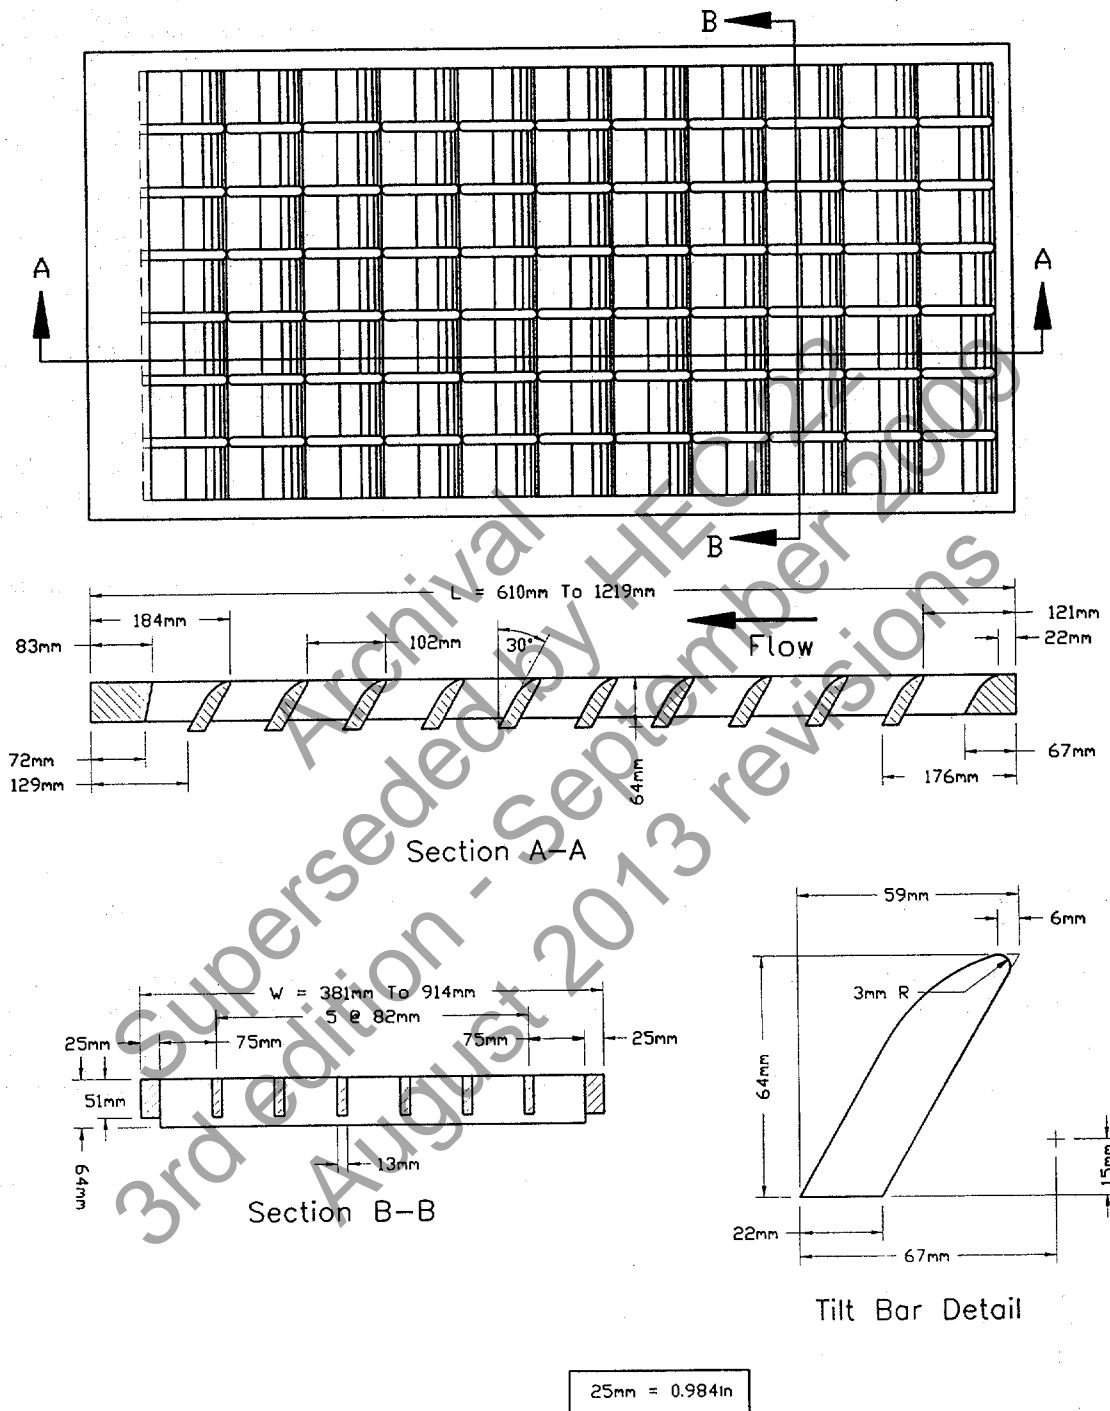 B
A
A
B
L = 610mm To 1219mm
184mm
121mm
83mm
102mm
30°
Flow
22mm
72mm
67mm
129mm
64mm
176mm
Section A-A
59mm
6mm
W = 381mm To 914mm
3mm R
5 @ 82mm
25mm
75mm
75mm
25mm
64mm
51mm
13mm
64mm
15mm
Section B-B
22mm
67mm
Tilt Bar Detail
25mm = 0.984in
Archival
Superseded by HEC-22
3rd edition - September 2009
August 2013 revisions